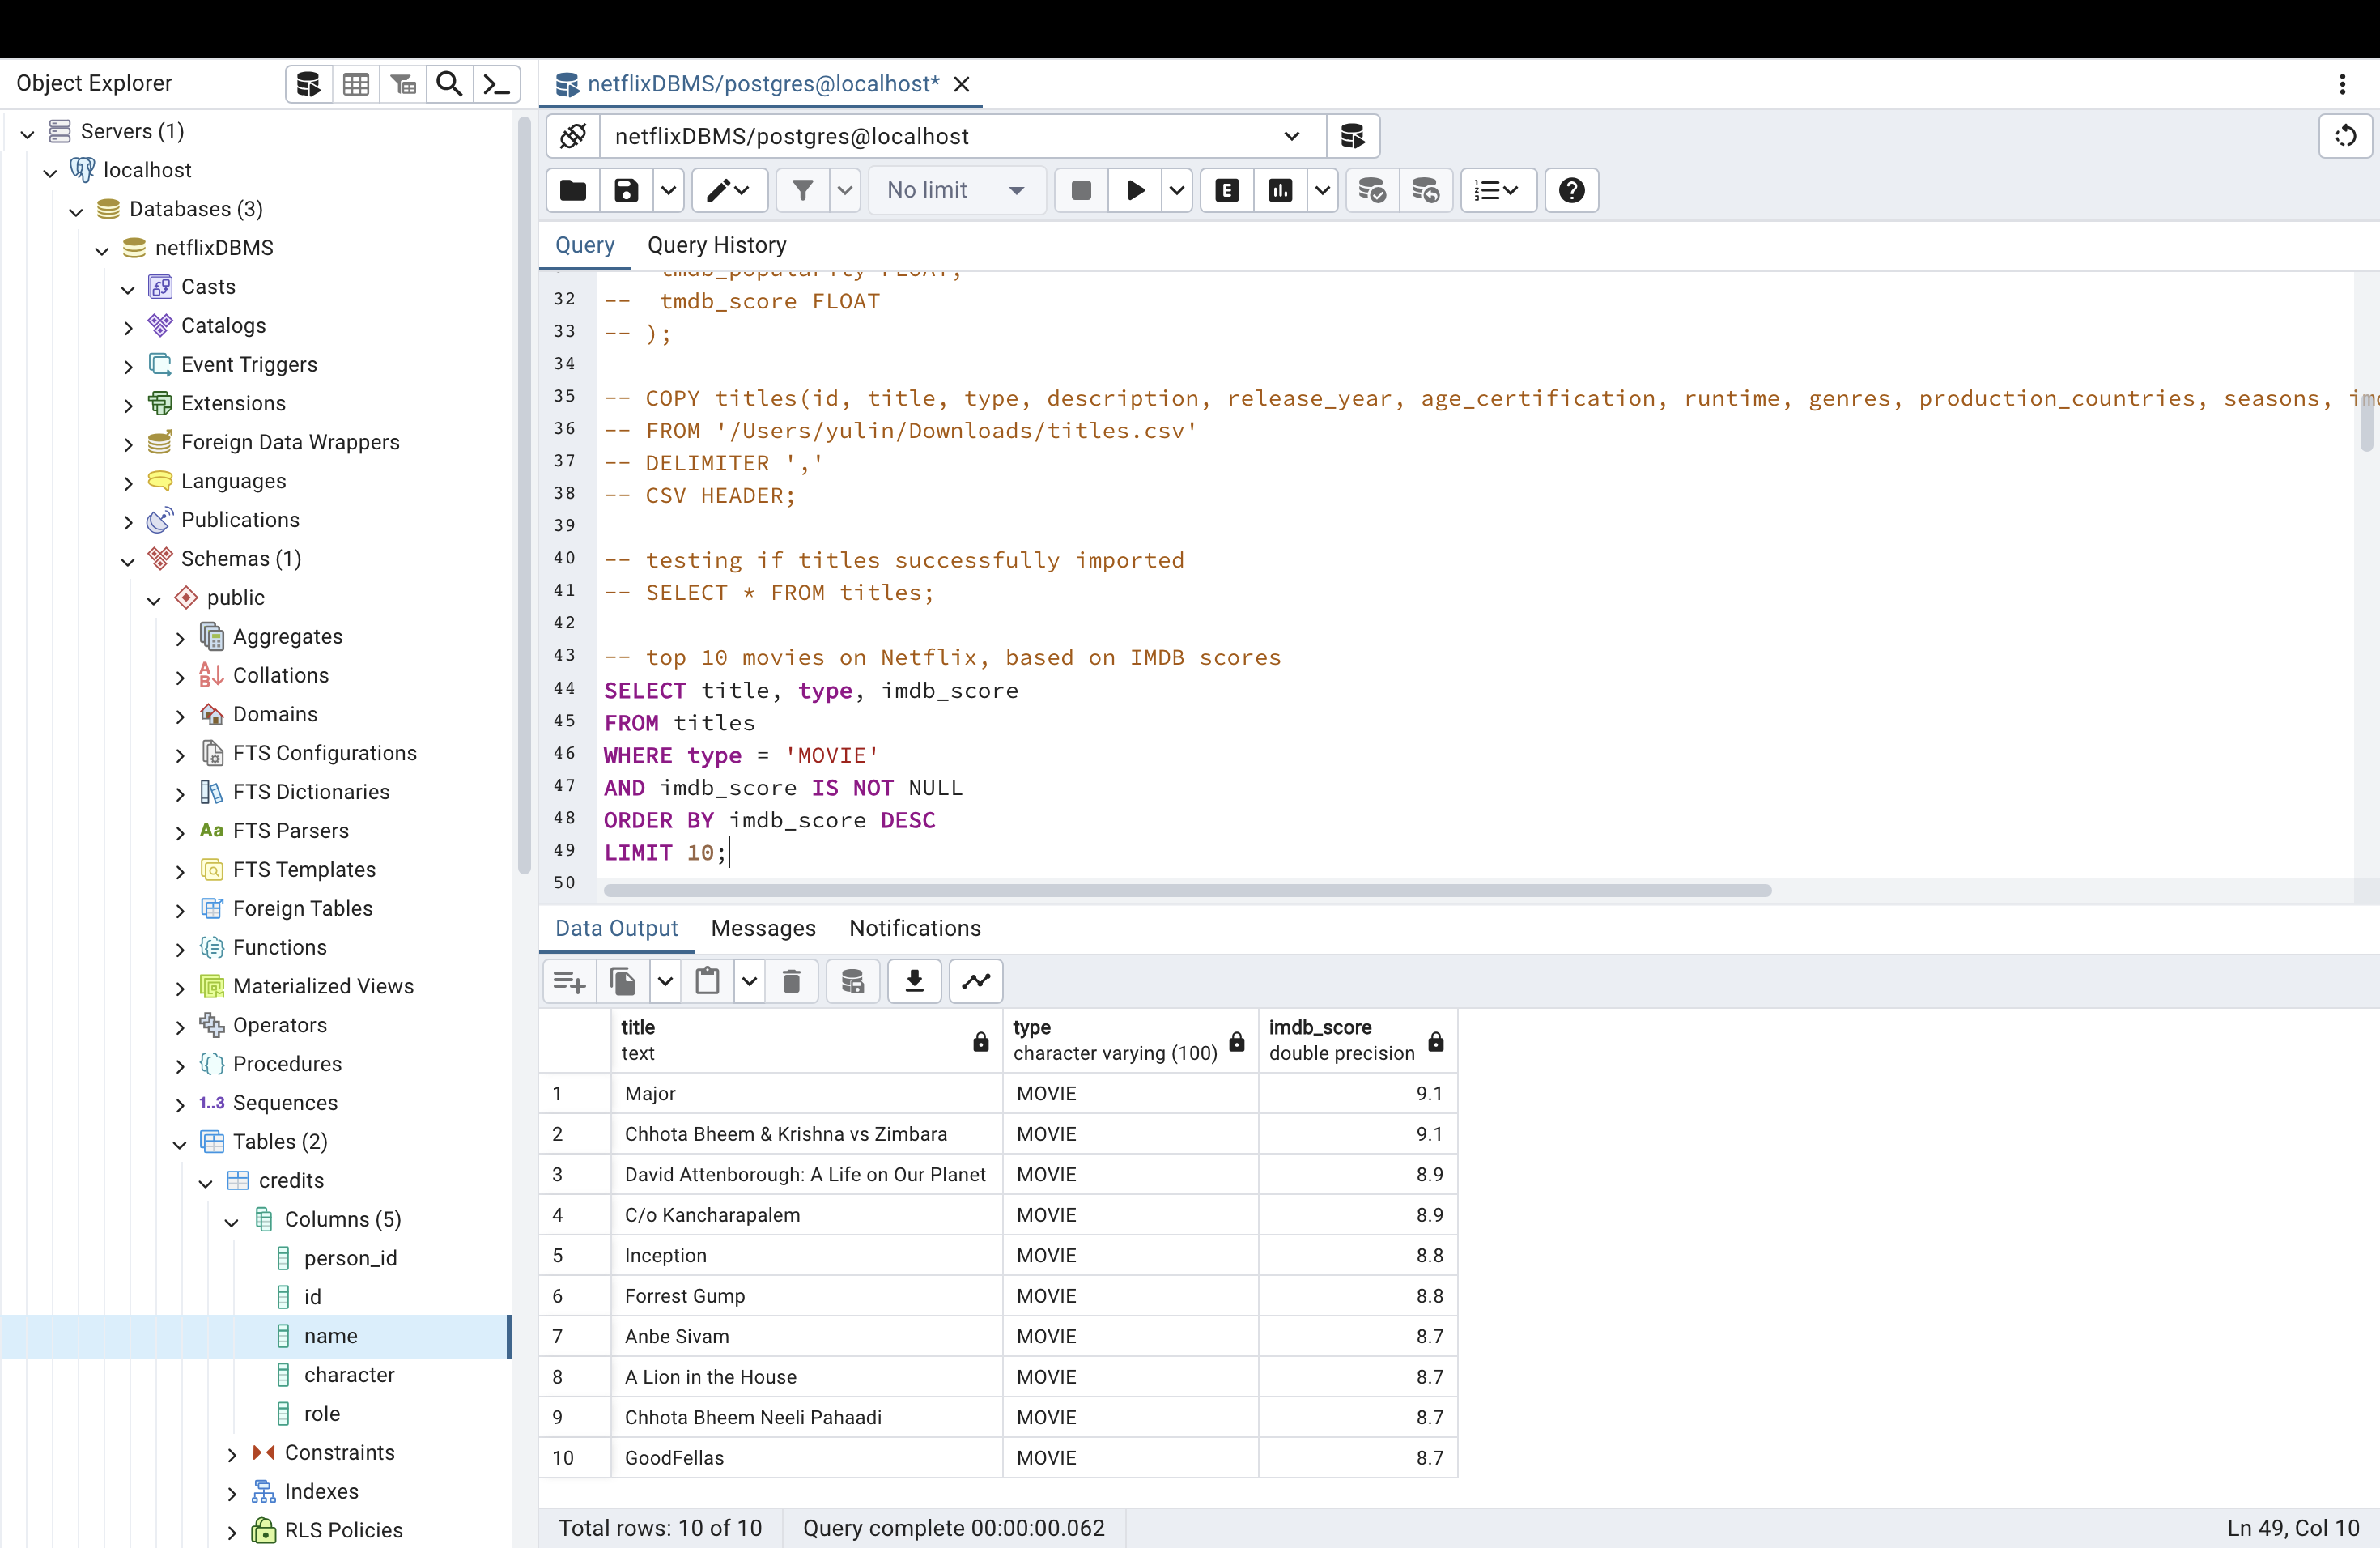 Object Explorer
Servers (1)
localhost
Databases (3)
netflixDBMS
Casts
Catalogs
Event Triggers
Extensions
Foreign Data Wrappers
Languages
Publications
Schemas (1)
public
Aggregates
Collations
Domains
FTS Configurations
FTS Dictionaries
Aa FTS Parsers
FTS Templates
Foreign Tables
Functions
Materialized Views
Operators
Procedures
1..3 Sequences
Tables (2)
credits
Columns (5)
person_id
id
name
character
role
Constraints
Indexes
RLS Policies
netflixDBMS/postgres@localhost*
netflixDBMS/postgres@localhost
No limit
E
Query Query History
tmdb_popularity FLOAT,
32 -- tmdb_score FLOAT
33 -- );
34
35 -- COPY titles(id, title, type, description, release_year, age_certification, runtime, genres, production_countries, seasons,
36 -- FROM '/Users/yulin/Downloads/titles.csv'
37 -- DELIMITER ','
38 -- CSV HEADER;
39
40 -- testing if titles successfully imported
41 -- SELECT * FROM titles;
42
43 -- top 10 movies on Netflix, based on IMDB scores
44 SELECT title, type, imdb_score
45 FROM titles
46 WHERE type = 'MOVIE'
47 AND imdb_score IS NOT NULL
48 ORDER BY imdb_score DESC
49 LIMIT 10;
50
Data Output Messages Notifications
title type imdb_score
text character varying (100) double precision
1 Major MOVIE 9.1
2 Chhota Bheem & Krishna vs Zimbara MOVIE 9.1
3 David Attenborough: A Life on Our Planet MOVIE 8.9
4 C/o Kancharapalem MOVIE 8.9
5 Inception MOVIE 8.8
6 Forrest Gump MOVIE 8.8
7 Anbe Sivam MOVIE 8.7
8 A Lion in the House MOVIE 8.7
9 Chhota Bheem Neeli Pahaadi MOVIE 8.7
10 GoodFellas MOVIE 8.7
Total rows: 10 of 10 Query complete 00:00:00.062 Ln 49, Col 10